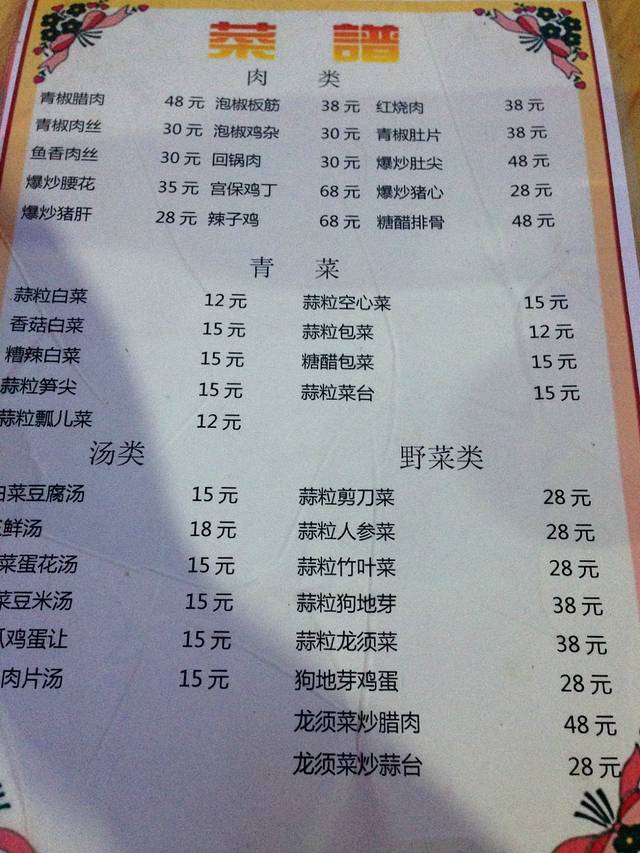 菜譜
肉类
青椒腊肉 48元 泡椒板筋 38元 红烧肉 38元
青椒肉丝 30元 泡椒鸡杂 30元 青椒肚片 38元
鱼香肉丝 30元 回锅肉 30元 爆炒肚尖 48元
爆炒腰花 35元 宫保鸡丁 68元 爆炒猪心 28元
爆炒猪肝 28元 辣子鸡 68元 糖醋排骨 48元
青菜
蒜粒白菜 12元 蒜粒空心菜 15元
香菇白菜 15元 蒜粒包菜 12元
糟辣白菜 15元 糖醋包菜 15元
蒜粒笋尖 15元 蒜粒菜台 15元
蒜粒瓢儿菜 12元
汤类 野菜类
白菜豆腐汤 15元 蒜粒剪刀菜 28元
鲜汤 18元 蒜粒人参菜 28元
菜蛋花汤 15元 蒜粒竹叶菜 28元
菜豆米汤 15元 蒜粒狗地芽 38元
鸡蛋让 15元 蒜粒龙须菜 38元
肉片汤 15元 狗地芽鸡蛋 28元
龙须菜炒腊肉 48元
龙须菜炒蒜台 28元